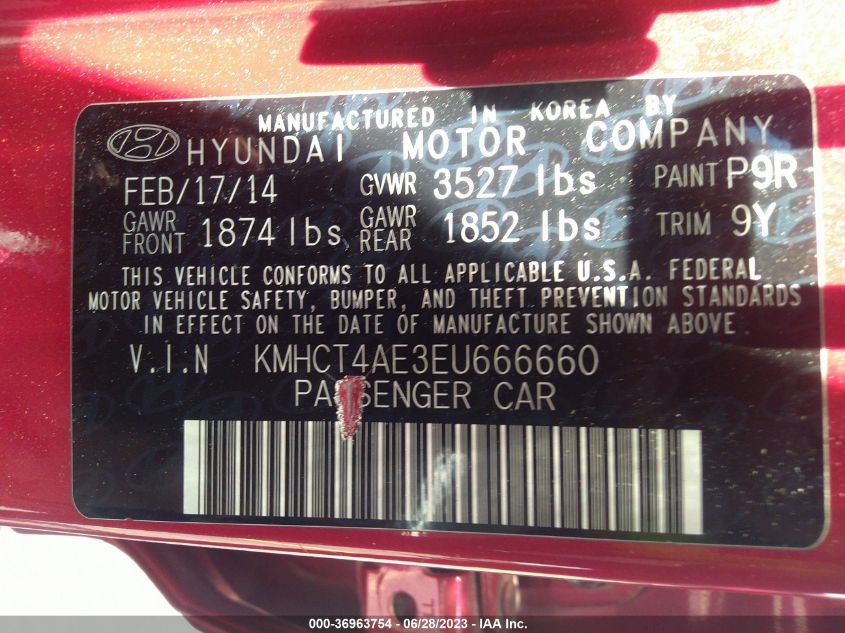 MANUFACTURED IN KOREA BY
HYUNDAI MOTOR COMPANY
FEB/17/14 GVWR 3527 lbs PAINT P9R
GAWR FRONT 1874 lbs GAWR REAR 1852 lbs TRIM 9Y
THIS VEHICLE CONFORMS TO ALL APPLICABLE U.S.A. FEDERAL
MOTOR VEHICLE SAFETY, BUMPER, AND THEFT PREVENTION STANDARDS
IN EFFECT ON THE DATE OF MANUFACTURE SHOWN ABOVE.
V.I.N KMHCT4AE3EU666660
PASSENGER CAR
000-36963754 - 06/28/2023 - IAA Inc.